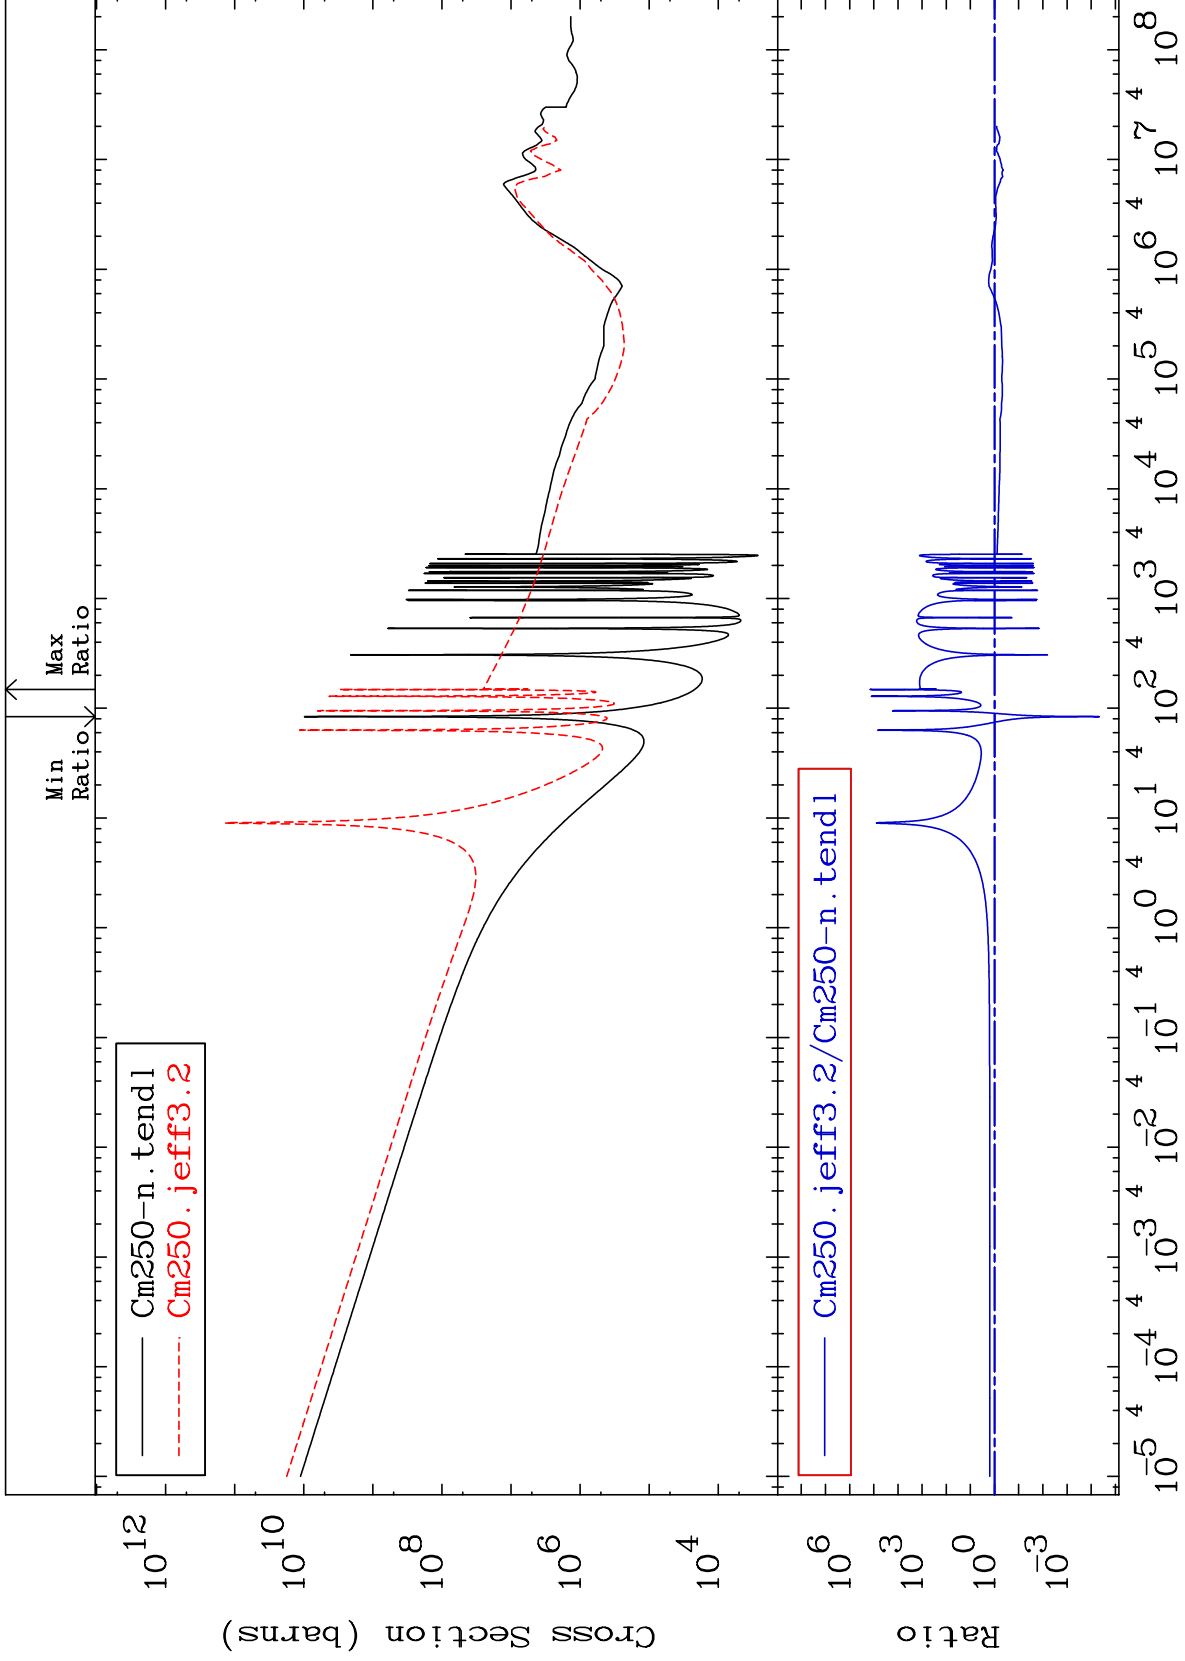 Min
Ratio
Max
Ratio
Cm250-n.tendl
Cm250.jeff3.2
10^12
10^10
10^8
10^6
10^4
Cross Section (barns)
Cm250.jeff3.2/Cm250-n.tendl
10^6
10^3
10^0
10^-3
Ratio
10^-5 4 10^-4 4 10^-3 4 10^-2 4 10^-1 4 10^0 4 10^1 4 10^2 4 10^3 4 10^4 4 10^5 4 10^6 4 10^7 4 10^8